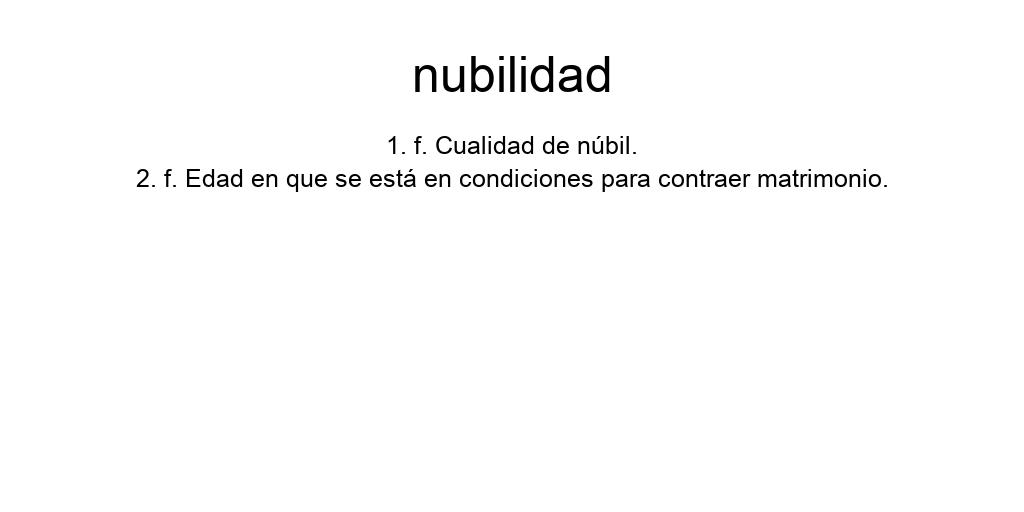 nubilidad
1. f. Cualidad de núbil.
2. f. Edad en que se está en condiciones para contraer matrimonio.